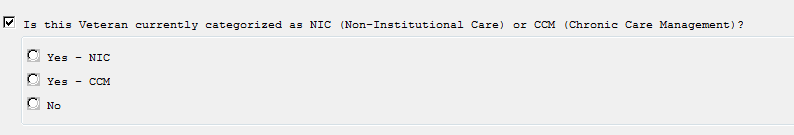 Is this Veteran currently categorized as NIC (Non-Institutional Care) or CCM (Chronic Care Management)?
Yes - NIC
Yes - CCM
No